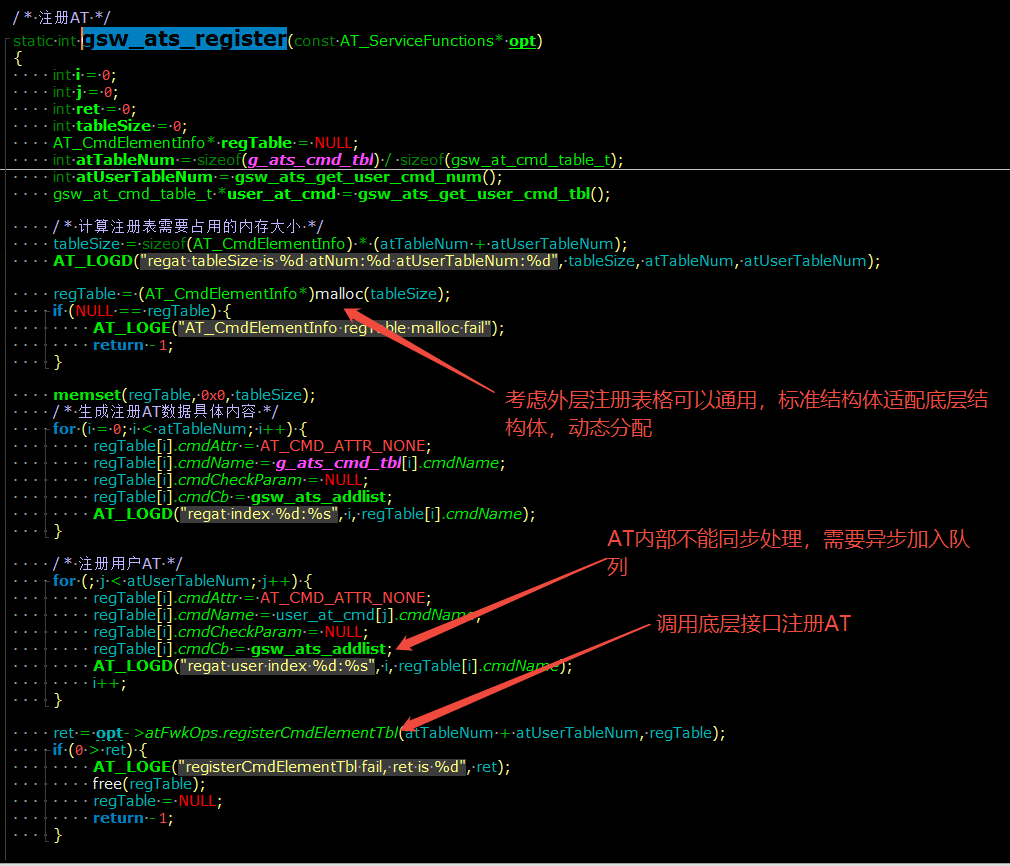 /* 注册AT */
static int gsw_ats_register(const AT_ServiceFunctions* opt)
{
int i = 0;
int j = 0;
int ret = 0;
int tableSize = 0;
AT_CmdElementInfo* regTable = NULL;
int atTableNum = sizeof(g_ats_cmd_tbl) / sizeof(gsw_at_cmd_table_t);
int atUserTableNum = gsw_ats_get_user_cmd_num();
gsw_at_cmd_table_t *user_at_cmd = gsw_ats_get_user_cmd_tbl();
/* 计算注册表需要占用的内存大小 */
tableSize = sizeof(AT_CmdElementInfo) * (atTableNum + atUserTableNum);
AT_LOGD("regat tableSize is %d atNum:%d atUserTableNum:%d", tableSize, atTableNum, atUserTableNum);
regTable = (AT_CmdElementInfo*)malloc(tableSize);
if (NULL == regTable) {
AT_LOGE("AT_CmdElementInfo regTable malloc fail");
return -1;
}
memset(regTable, 0x0, tableSize);
考虑外层注册表格可以通用，标准结构体适配底层结
构体，动态分配
/* 生成注册AT数据具体内容 */
for (i = 0; i < atTableNum; i++) {
regTable[i].cmdAttr = AT_CMD_ATTR_NONE;
regTable[i].cmdName = g_ats_cmd_tbl[i].cmdName;
regTable[i].cmdCheckParam = NULL;
regTable[i].cmdCb = gsw_ats_addlist;
AT_LOGD("regat index %d:%s", i, regTable[i].cmdName);
}
AT内部不能同步处理，需要异步加入队
列
/* 注册用户AT */
for (; j < atUserTableNum; j++) {
regTable[i].cmdAttr = AT_CMD_ATTR_NONE;
regTable[i].cmdName = user_at_cmd[j].cmdName;
regTable[i].cmdCheckParam = NULL;
调用底层接口注册AT
regTable[i].cmdCb = gsw_ats_addlist;
AT_LOGD("regat user index %d:%s", i, regTable[i].cmdName);
i++;
}
ret = opt->atFwkOps.registerCmdElementTbl(atTableNum + atUserTableNum, regTable);
if (0 > ret) {
AT_LOGE("registerCmdElementTbl fail, ret is %d", ret);
free(regTable);
regTable = NULL;
return -1;
}